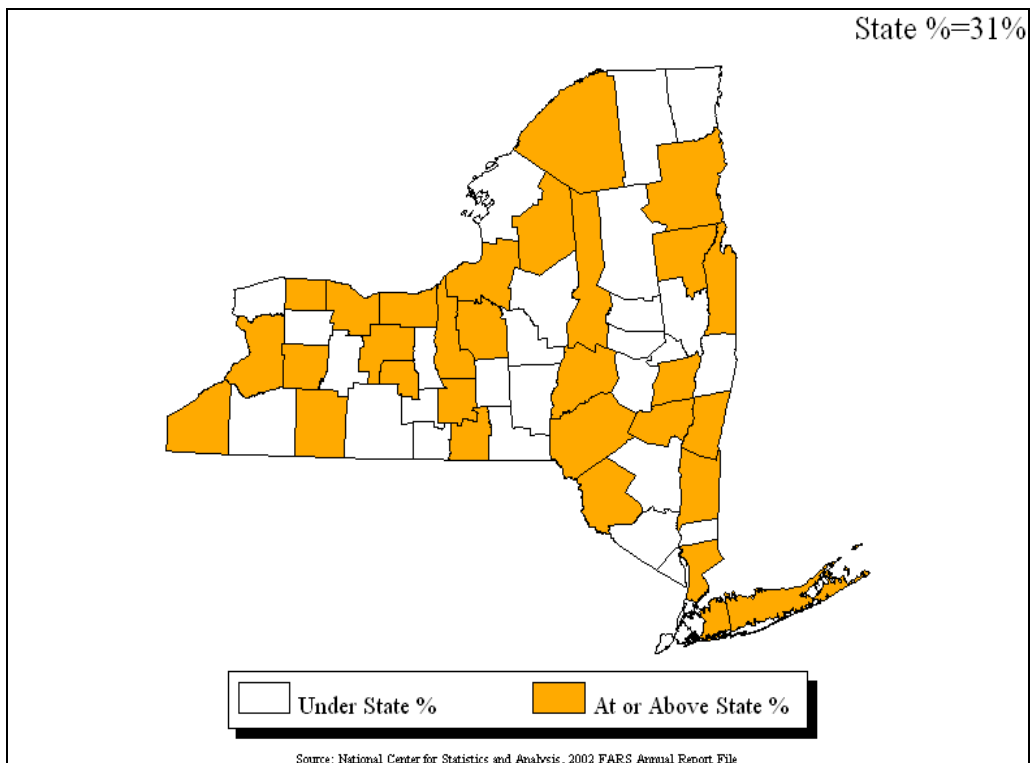 State %=31%
Under State %
At or Above State %
Source: National Center for Statistics and Analysis, 2002 FARS Annual Report File